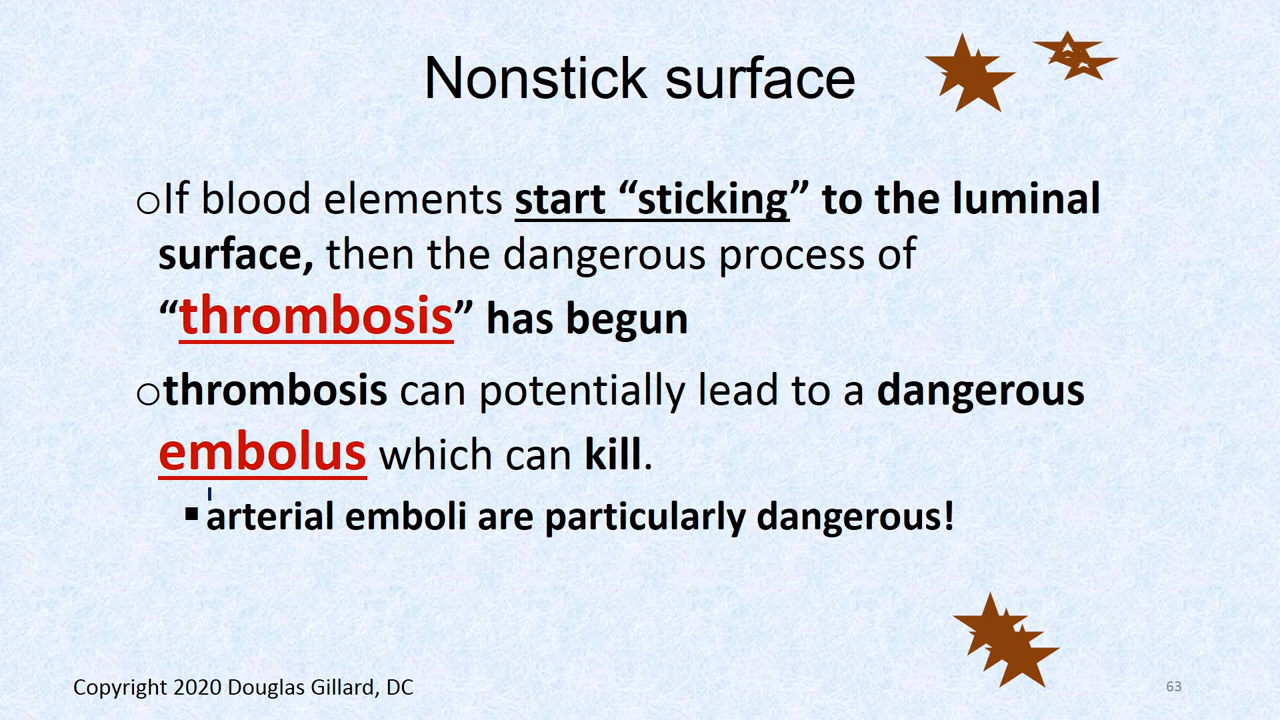 Nonstick surface
○If blood elements start “sticking” to the luminal
surface, then the dangerous process of
“thrombosis” has begun
○thrombosis can potentially lead to a dangerous
embolus which can kill.
▪arterial emboli are particularly dangerous!
Copyright 2020 Douglas Gillard, DC
63